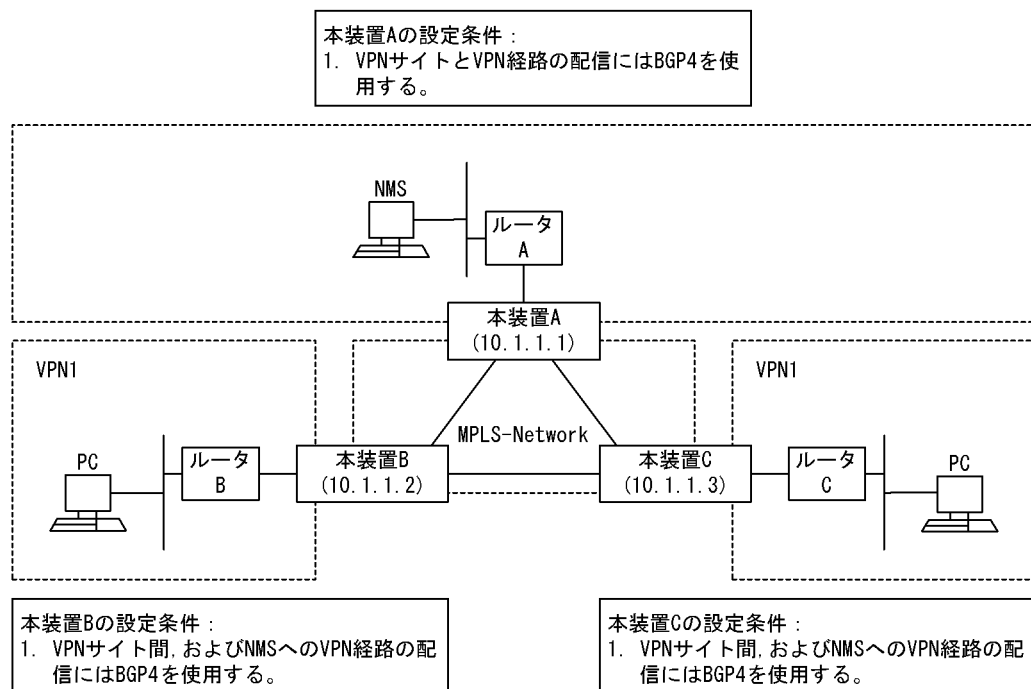 本装置Aの設定条件：
1. VPNサイトとVPN経路の配信にはBGP4を使
用する。
NMS
ルータ
A
本装置A
(10.1.1.1)
VPN1
VPN1
MPLS-Network
PC
ルータ
B
本装置B
(10.1.1.2)
本装置C
(10.1.1.3)
ルータ
C
PC
本装置Bの設定条件：
1. VPNサイト間,およびNMSへのVPN経路の配
信にはBGP4を使用する。
本装置Cの設定条件：
1. VPNサイト間,およびNMSへのVPN経路の配
信にはBGP4を使用する。